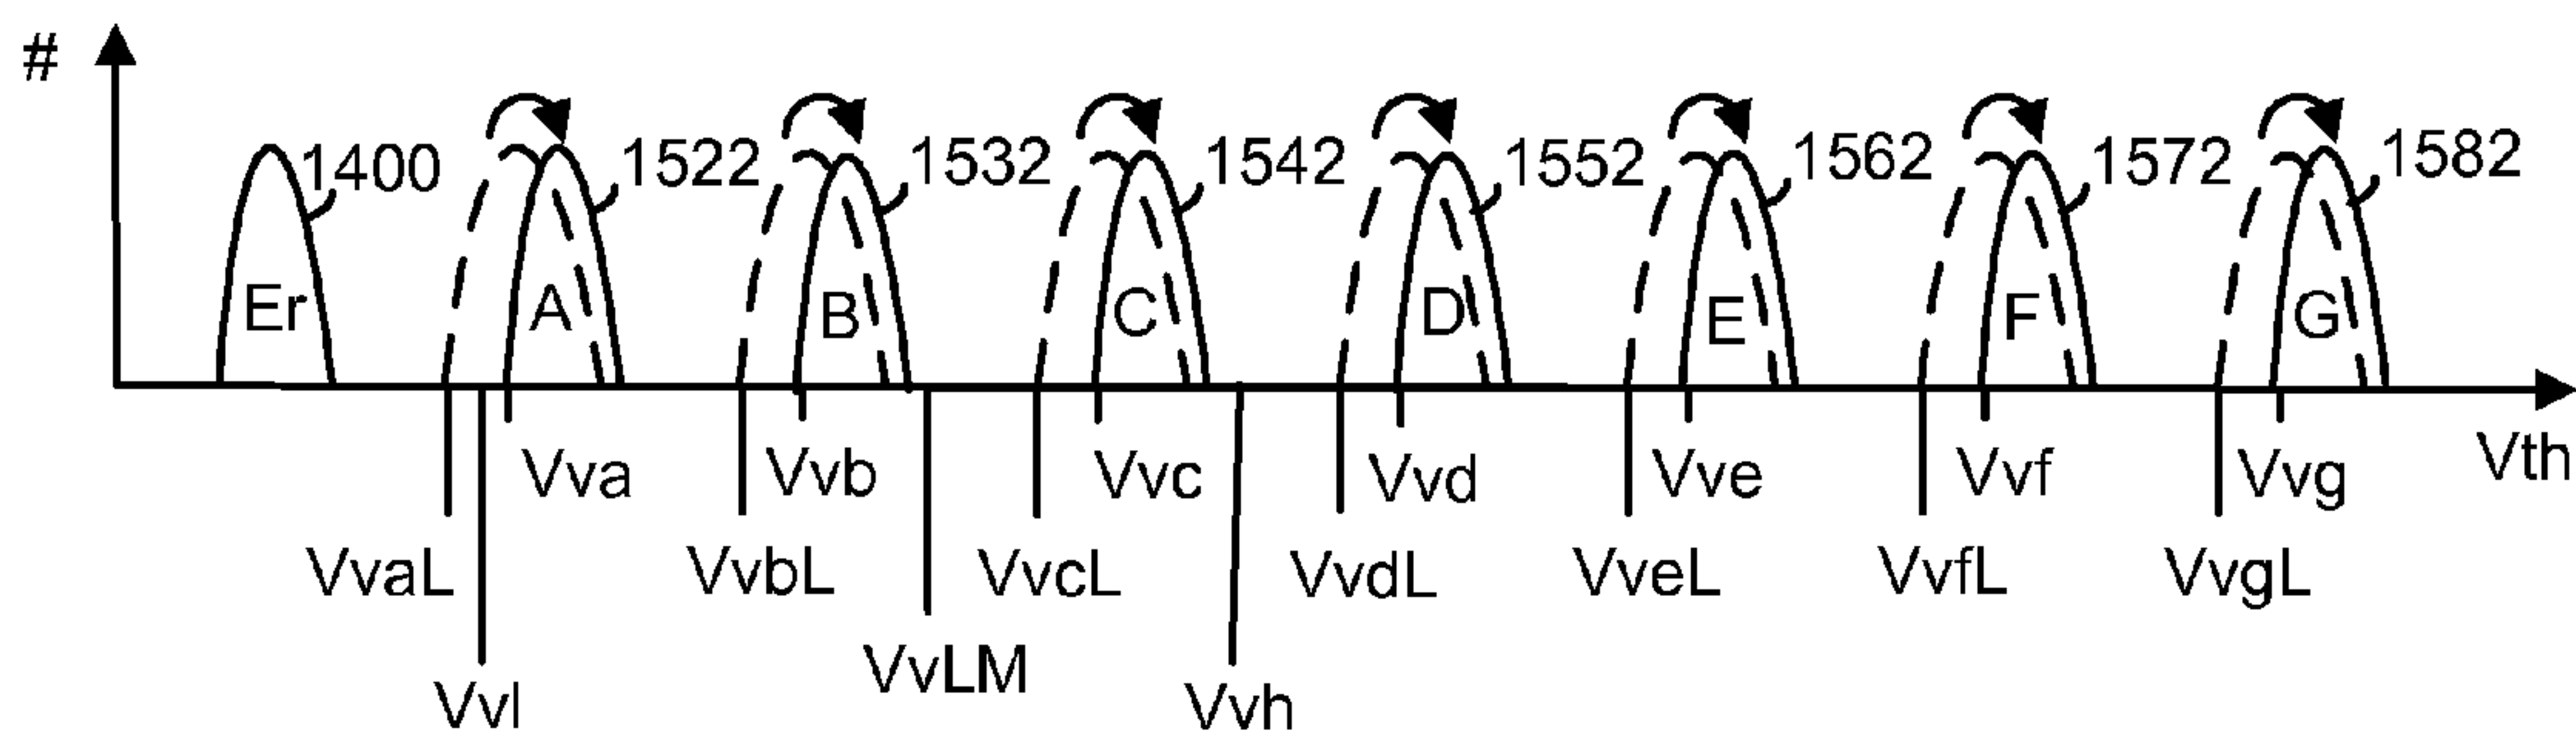 #
1400 1522 1532 1542 1552 1562 1572 1582
Er A B C D E F G
Vva Vvb Vvc Vvd Vve Vvf Vvg Vth
VvaL VvbL VvcL VvdL VveL VvfL VvgL
VvLM
Vvl Vvh